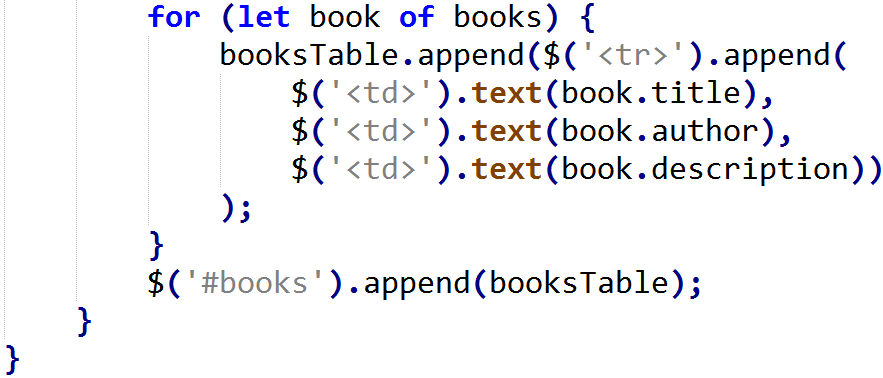 for (let book of books) {
booksTable.append($('<tr>').append(
$('<td>').text(book.title),
$('<td>').text(book.author),
$('<td>').text(book.description))
);
}
$('#books').append(booksTable);
}
}